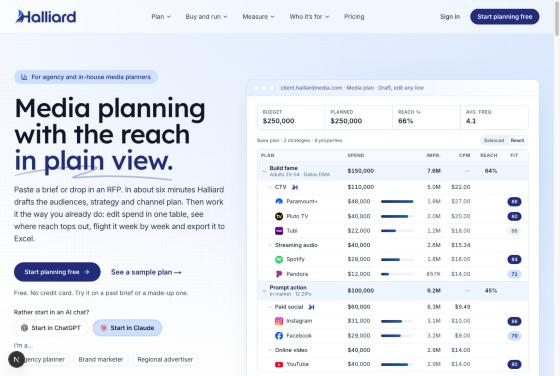 Halliard
Plan
Buy and run
Measure
Who it's for
Pricing
Sign in
Start planning free
For agency and in-house media planners
Media planning
with the reach
in plain view.
Paste a brief or drop in an RFP. In about six minutes Halliard
drafts the audiences, strategy and channel plan. Then work
it the way you already do: edit spend in one table, see
where reach tops out, flight it week by week and export it to
Excel.
Start planning free →
See a sample plan →
Free. No credit card. Try it on a past brief or a made-up one.
Rather start in an AI chat?
Start in ChatGPT
Start in Claude
I'm a...
gency planner
Brand marketer
Regional advertiser
N
client.halliardmedia.com · Media plan · Draft, edit any line
BUDGET PLANNED REACH 1+ AVG. FREQ.
$250,000 $250,000 66% 4.1
Base plan · 2 strategies · 8 properties
Balanced Reach
PLAN SPEND IMPR. CPM REACH FIT
Build fame $150,000 7.6M — 64%
Adults 25–54 · Dallas DMA
CTV $110,000 5.0M $22.00
Paramount+ $48,000 1.8M $27.00 86
Pluto TV $40,000 2.0M $20.00 80
Tubi $22,000 1.2M $18.00 66
Streaming audio $40,000 2.6M $15.34
Spotify $28,000 1.8M $16.00 84
Pandora $12,000 857K $14.00 71
Prompt action $100,000 9.2M — 45%
In market · 12 ZIPs
Paid social $60,000 6.3M $9.49
Instagram $31,000 3.1M $10.00 86
Facebook $29,000 3.2M $9.00 79
Online video $40,000 2.9M $14.00
YouTube $40,000 2.9M $14.00 80